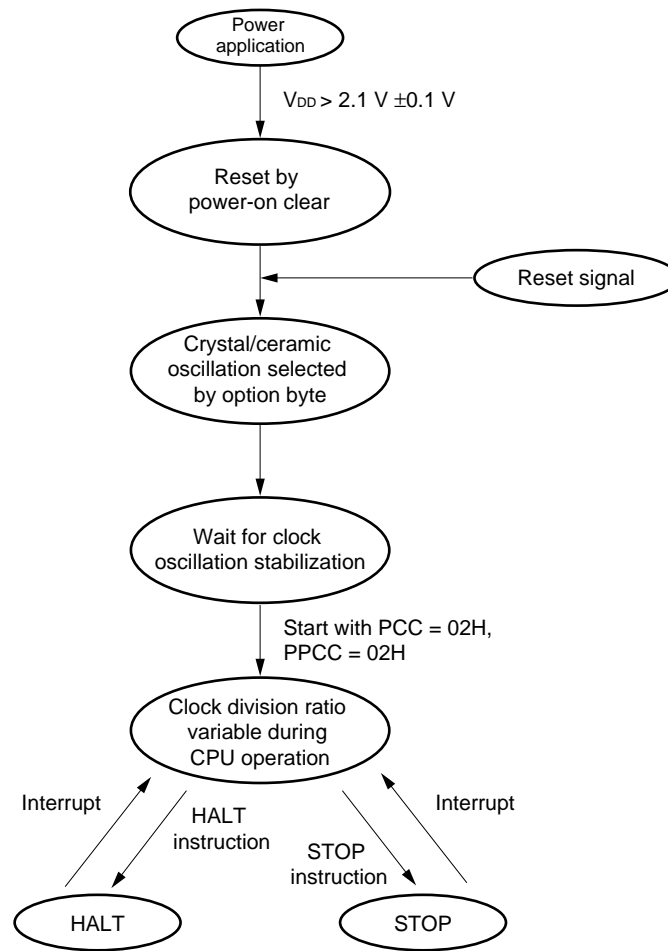 Power
application
VDD > 2.1 V ±0.1 V
Reset by
power-on clear
Reset signal
Crystal/ceramic
oscillation selected
by option byte
Wait for clock
oscillation stabilization
Start with PCC = 02H,
PPCC = 02H
Clock division ratio
variable during
CPU operation
Interrupt
HALT
instruction
Interrupt
STOP
instruction
HALT
STOP